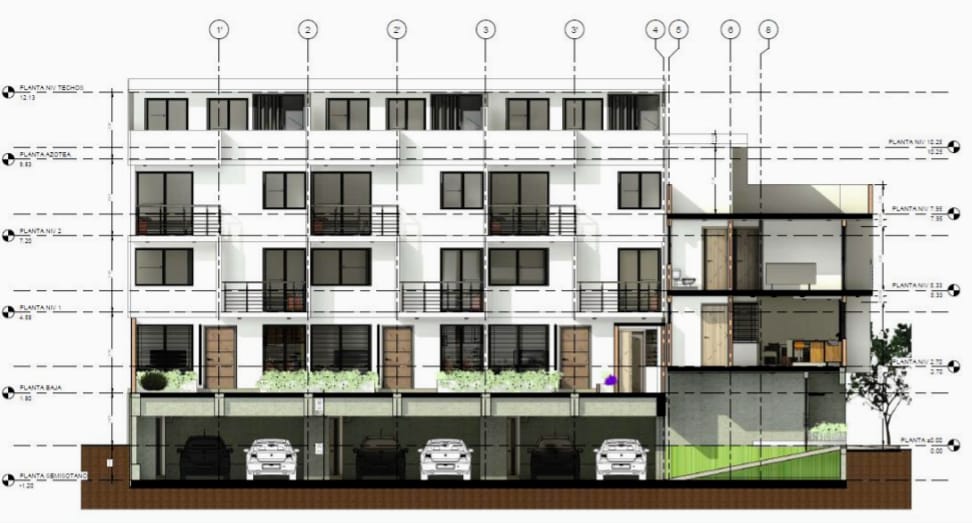 1'
2
2'
3
3'
4
5
6
8
PLANTA NIV TECHOS
12.13
PLANTA AZOTEA
9.83
PLANTA NIV 2
7.20
PLANTA NIV 1
4.55
PLANTA BAJA
1.80
PLANTA SEMISOTANO
-1.20
PLANTA NIV 10.25
10.25
PLANTA NIV 7.95
7.95
PLANTA NIV 5.33
5.33
PLANTA NIV 2.70
2.70
PLANTA ±0.00
0.00